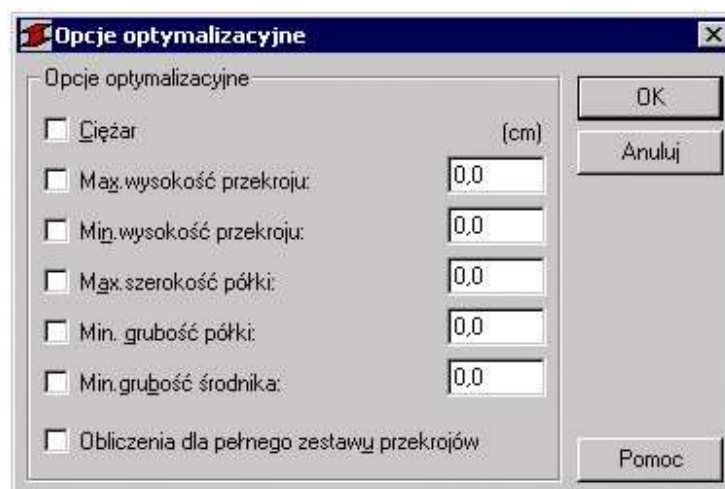 Opcje optymalizacyjne
Opcje optymalizacyjne
Ciężar (cm)
Max.wysokość przekroju: 0,0
Min.wysokość przekroju: 0,0
Max.szerokość półki: 0,0
Min. grubość półki: 0,0
Min.grubość środnika: 0,0
Obliczenia dla pełnego zestawu przekrojów
OK
Anuluj
Pomoc